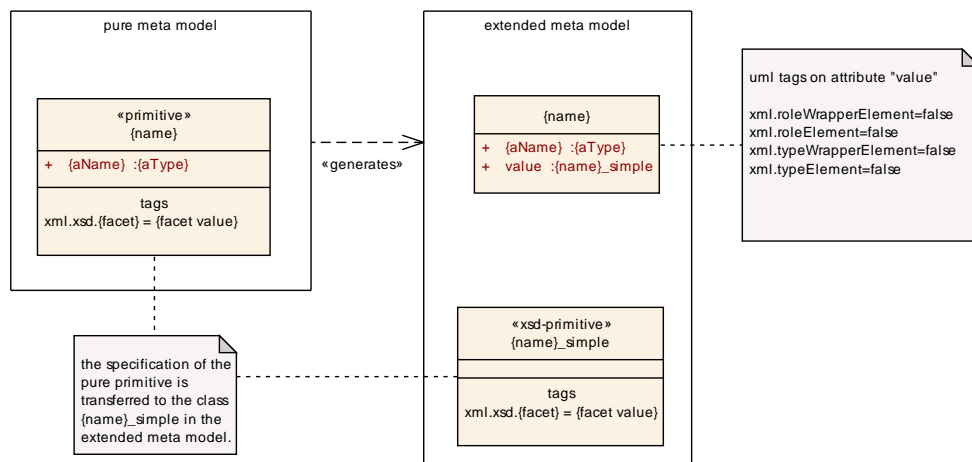 pure meta model
«primitive»
{name}
+ {aName} :{aType}
tags
xml.xsd.{facet} = {facet value}
«generates»
extended meta model
{name}
+ {aName} :{aType}
+ value :{name}_simple
uml tags on attribute "value"
xml.roleWrapperElement=false
xml.roleElement=false
xml.typeWrapperElement=false
xml.typeElement=false
«xsd-primitive»
{name}_simple
tags
xml.xsd.{facet} = {facet value}
the specification of the
pure primitive is
transferred to the class
{name}_simple in the
extended meta model.